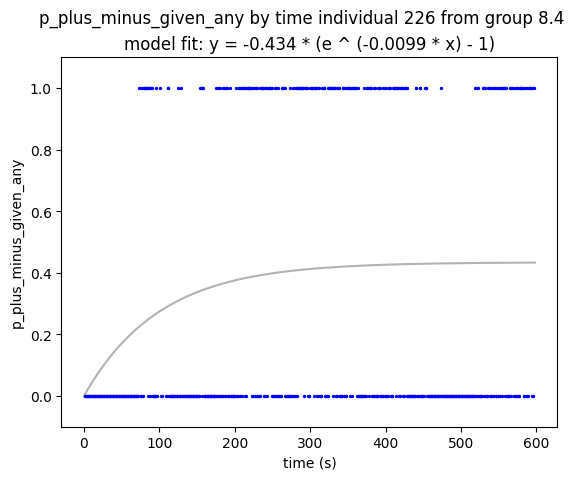 p_plus_minus_given_any by time individual 226 from group 8.4
model fit: y = -0.434 * (e ^ (-0.0099 * x) - 1)
1.0
0.8
0.6
0.4
0.2
0.0
p_plus_minus_given_any
0 100 200 300 400 500 600
time (s)